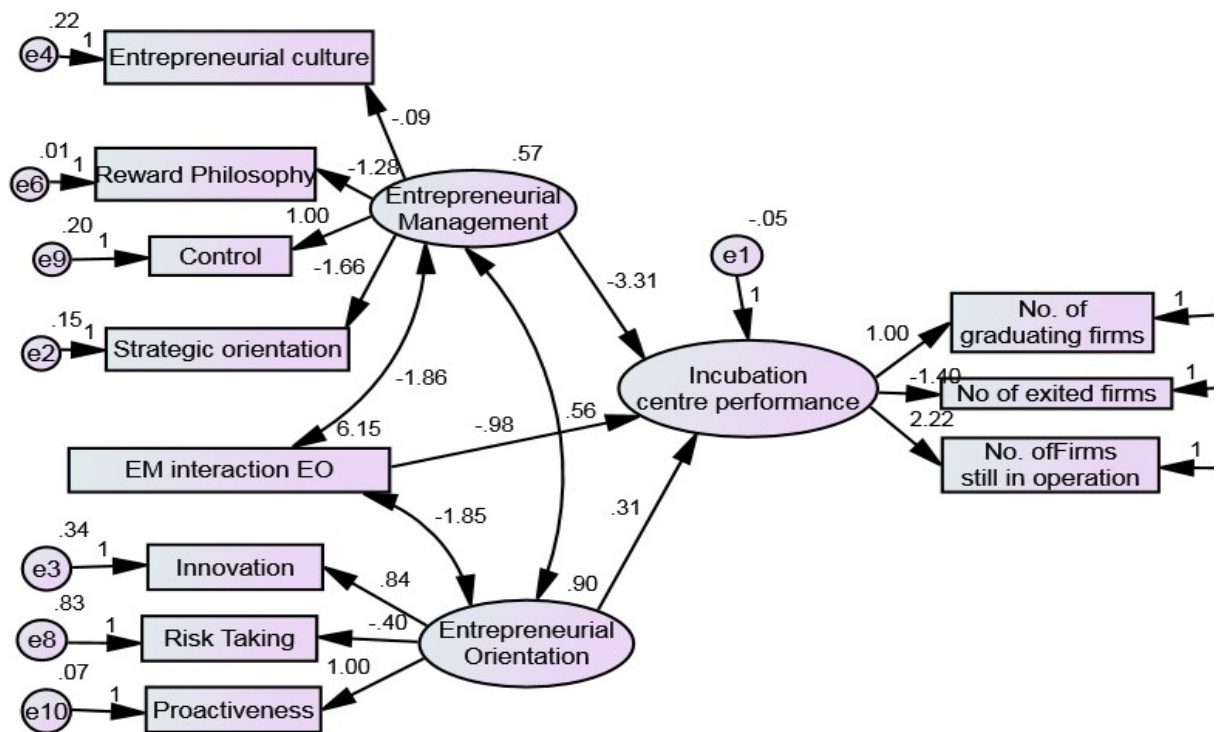 .22
e4
1
Entrepreneurial culture
-.09
.01
e6
1
Reward Philosophy
-1.28
.57
Entrepreneurial
Management
.20
e9
1
Control
1.00
-1.66
.15
e2
1
Strategic orientation
-.05
e1
1
-3.31
Incubation
centre performance
1.00
No. of
graduating firms
1
-1.40
No of exited firms
1
2.22
No. ofFirms
still in operation
1
-1.86
6.15
EM interaction EO
-.98
.56
-1.85
.31
.34
e3
1
Innovation
.84
.90
.83
e8
1
Risk Taking
-.40
Entrepreneurial
Orientation
.07
e10
1
Proactiveness
1.00